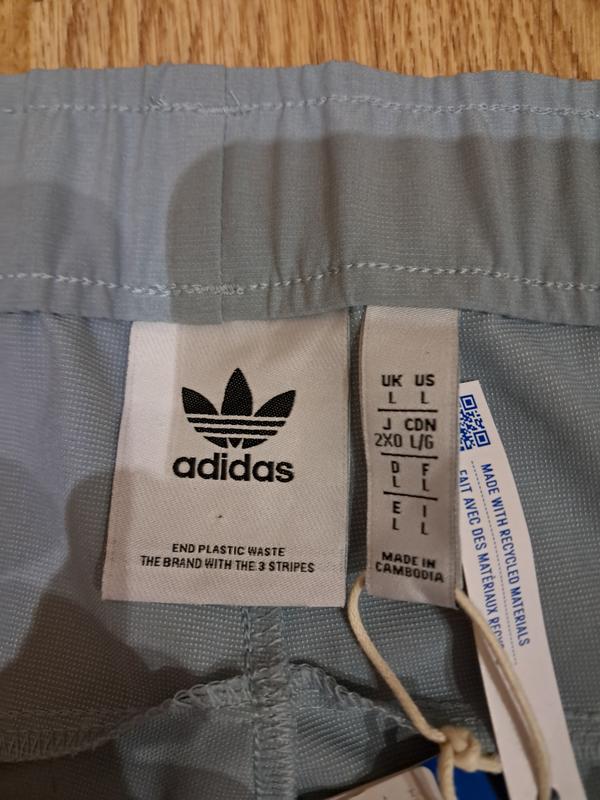 adidas
END PLASTIC WASTE
THE BRAND WITH THE 3 STRIPES
UK US
L L
J CDN
2XO L/G
D F
L L
E I
L L
MADE IN
CAMBODIA
MADE WITH RECYCLED MATERIALS
FAIT AVEC DES MATÉRIAUX